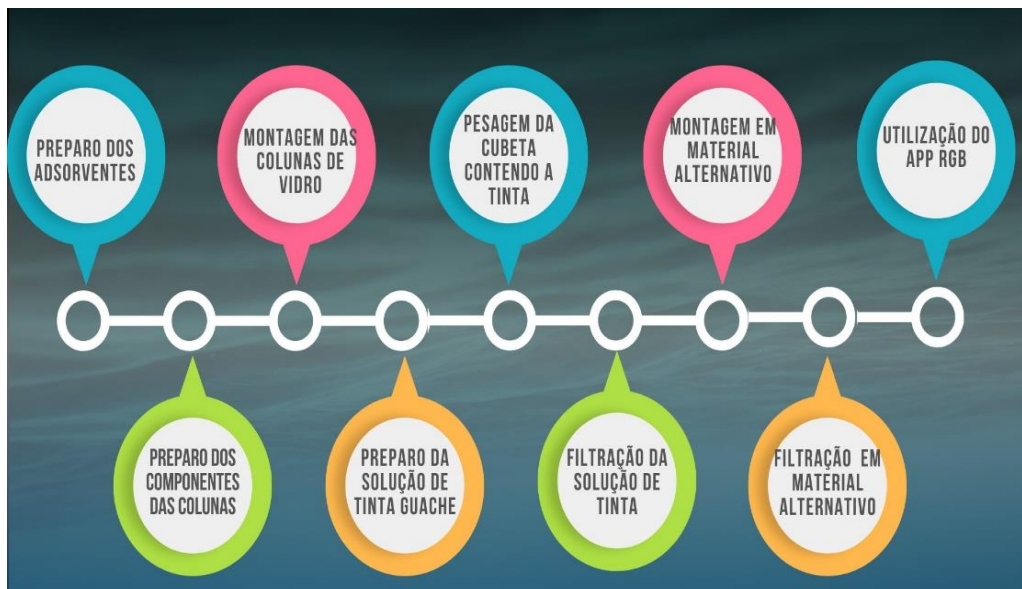 PREPARO DOS
ADSORVENTES
MONTAGEM DAS
COLUNAS DE
VIDRO
PESAGEM DA
CUBETA
CONTENDO A
TINTA
MONTAGEM EM
MATERIAL
ALTERNATIVO
UTILIZAÇÃO DO
APP RGB
PREPARO DOS
COMPONENTES
DAS COLUNAS
PREPARO DA
SOLUÇÃO DE
TINTA GUACHE
FILTRAÇÃO DA
SOLUÇÃO DE
TINTA
FILTRAÇÃO EM
MATERIAL
ALTERNATIVO